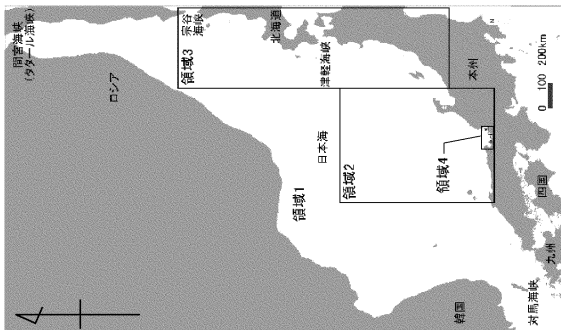 間宮海峡
(タタール海峡)
ロシア
宗谷
海峡
北海道
領域3
津軽海峡
領域1
日本海
領域2
領域4
本州
0 100 200km
四国
九州
韓国
対馬海峡